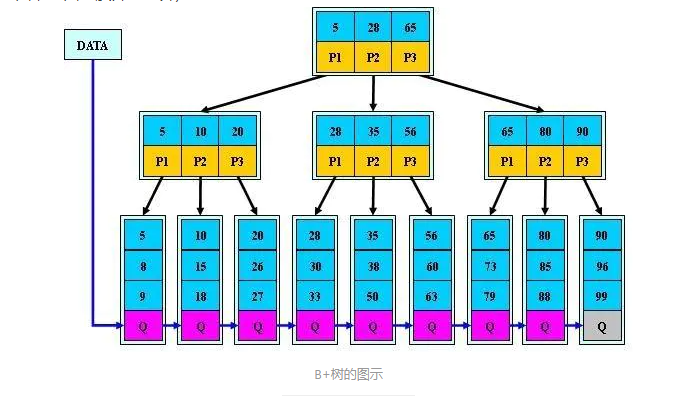 DATA
5 28 65
P1 P2 P3
5 10 20
P1 P2 P3
28 35 56
P1 P2 P3
65 80 90
P1 P2 P3
5 10 20 28 35 56 65 80 90
8 15 26 30 38 60 73 85 96
9 18 27 33 50 63 79 88 99
Q Q Q Q Q Q Q Q Q
B+树的图示